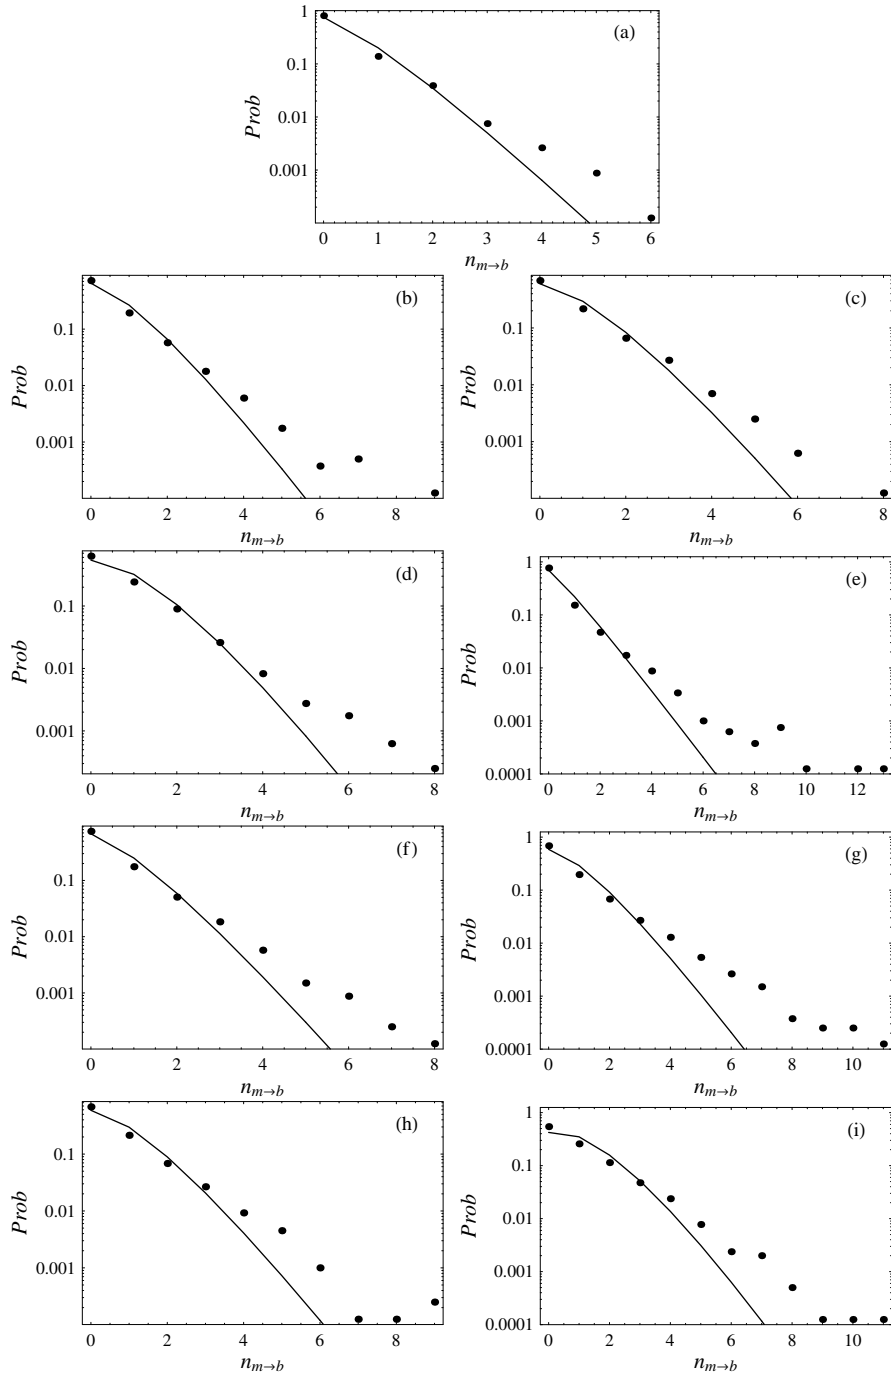 (a)
Prob
1
0.1
0.01
0.001
0 1 2 3 4 5 6
n_{m→b}
(b)
Prob
0.1
0.01
0.001
0 2 4 6 8
n_{m→b}
(c)
Prob
0.1
0.01
0.001
0 2 4 6 8
n_{m→b}
(d)
Prob
0.1
0.01
0.001
0 2 4 6 8
n_{m→b}
(e)
Prob
1
0.1
0.01
0.001
0.0001
0 2 4 6 8 10 12
n_{m→b}
(f)
Prob
0.1
0.01
0.001
0 2 4 6 8
n_{m→b}
(g)
Prob
1
0.1
0.01
0.001
0.0001
0 2 4 6 8 10
n_{m→b}
(h)
Prob
0.1
0.01
0.001
0 2 4 6 8
n_{m→b}
(i)
Prob
1
0.1
0.01
0.001
0.0001
0 2 4 6 8 10
n_{m→b}